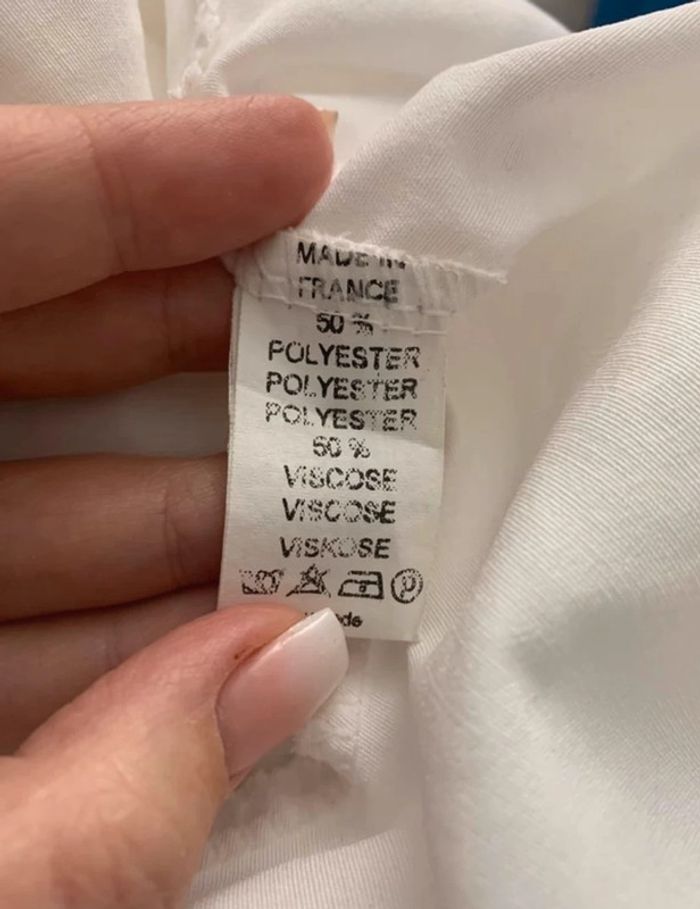 MADE IN
FRANCE
50 %
POLYESTER
POLYESTER
POLYESTER
50 %
VISCOSE
VISCOSE
VISKOSE
P